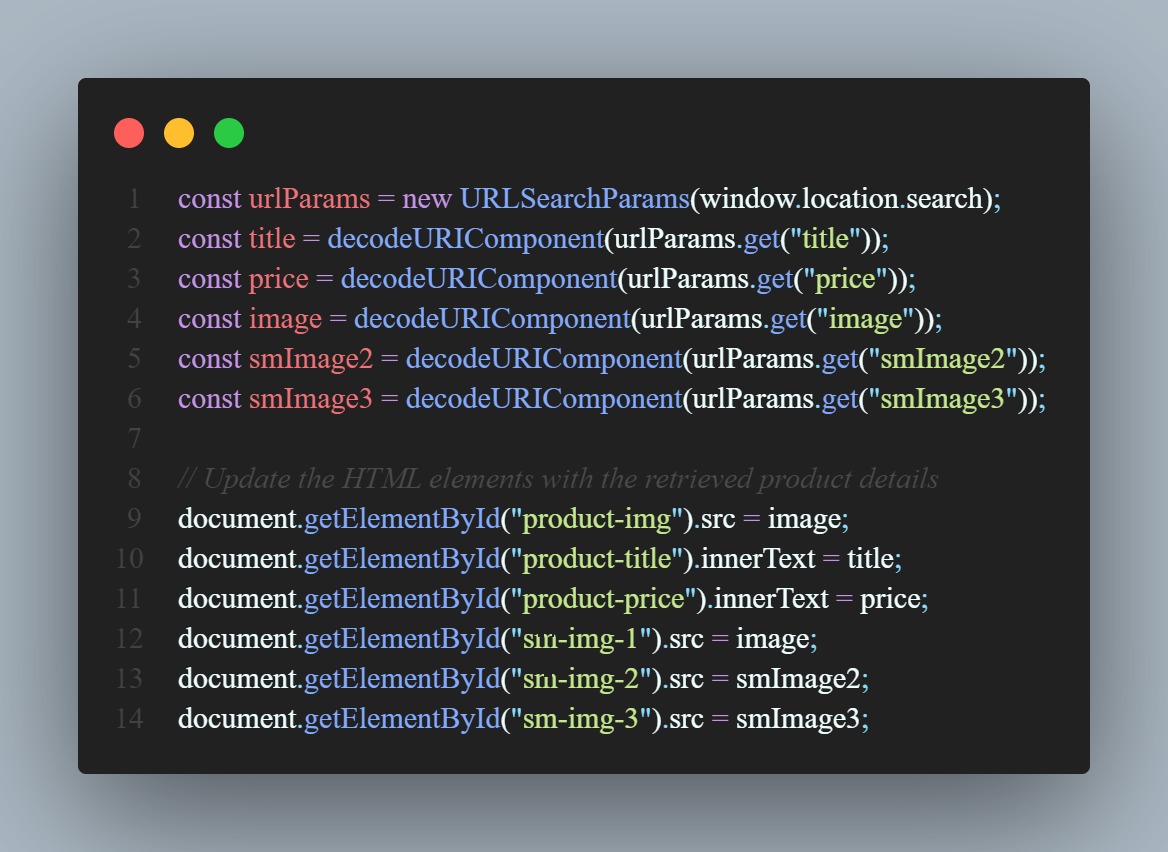 1 const urlParams = new URLSearchParams(window.location.search);
2 const title = decodeURIComponent(urlParams.get("title"));
3 const price = decodeURIComponent(urlParams.get("price"));
4 const image = decodeURIComponent(urlParams.get("image"));
5 const smImage2 = decodeURIComponent(urlParams.get("smImage2"));
6 const smImage3 = decodeURIComponent(urlParams.get("smImage3"));
7
8 // Update the HTML elements with the retrieved product details
9 document.getElementById("product-img").src = image;
10 document.getElementById("product-title").innerText = title;
11 document.getElementById("product-price").innerText = price;
12 document.getElementById("sm-img-1").src = image;
13 document.getElementById("sm-img-2").src = smImage2;
14 document.getElementById("sm-img-3").src = smImage3;